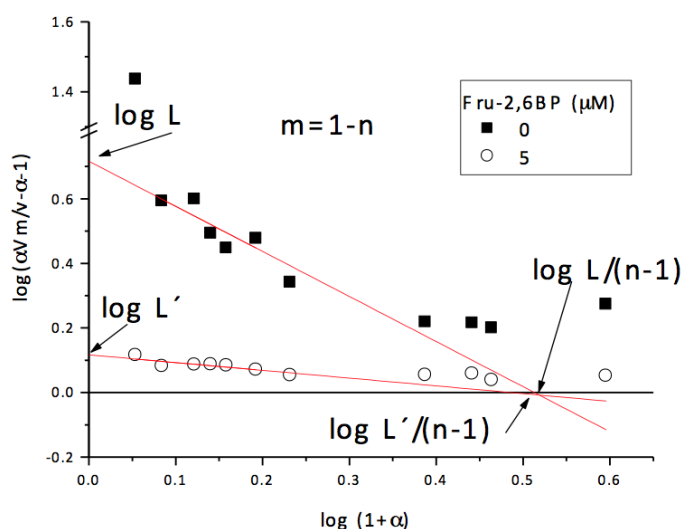 1.6
1.4
log L
m=1-n
Fru-2,6BP (μM)
0
5
0.6
0.4
log L/(n-1)
log L´
0.2
0.0
log L´/(n-1)
-0.2
0.0 0.1 0.2 0.3 0.4 0.5 0.6
log(αVm/v-α-1)
log (1+α)